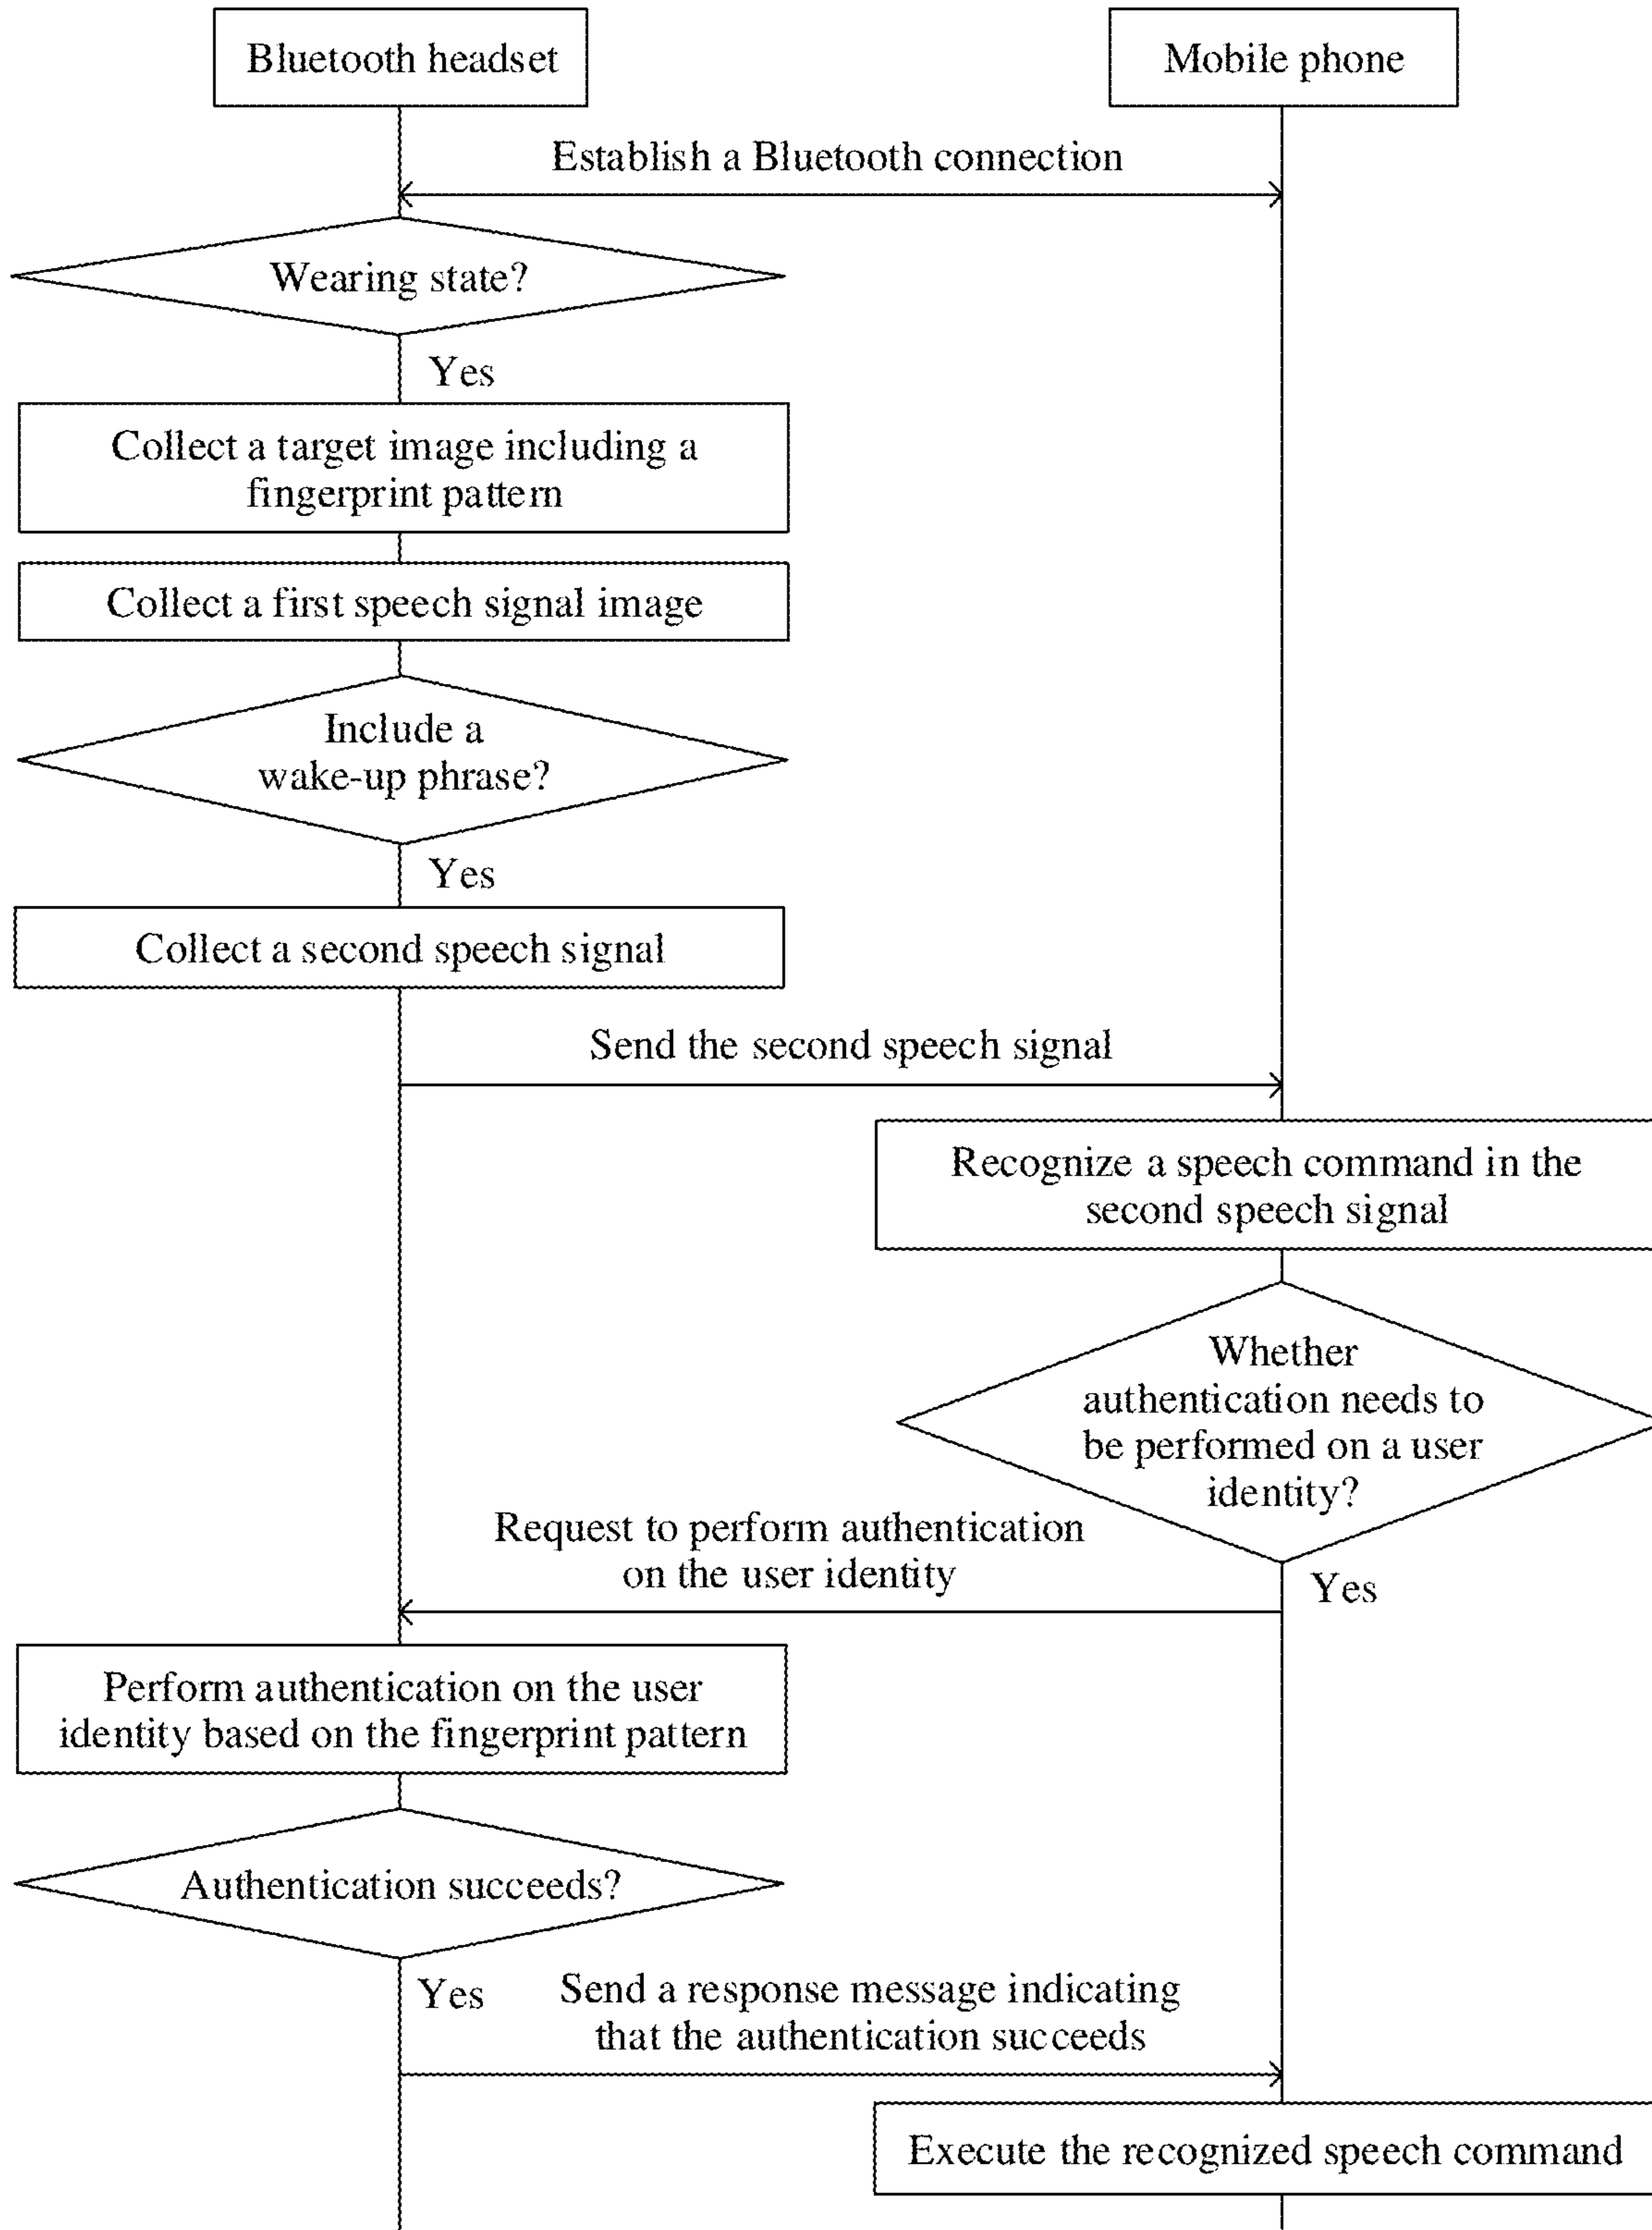 Bluetooth headset
Mobile phone
Establish a Bluetooth connection
Wearing state?
Yes
Collect a target image including a
fingerprint pattern
Collect a first speech signal image
Include a
wake-up phrase?
Yes
Collect a second speech signal
Send the second speech signal
Recognize a speech command in the
second speech signal
Whether
authentication needs to
be performed on a user
identity?
Request to perform authentication
on the user identity
Yes
Perform authentication on the user
identity based on the fingerprint pattern
Authentication succeeds?
Yes
Send a response message indicating
that the authentication succeeds
Execute the recognized speech command